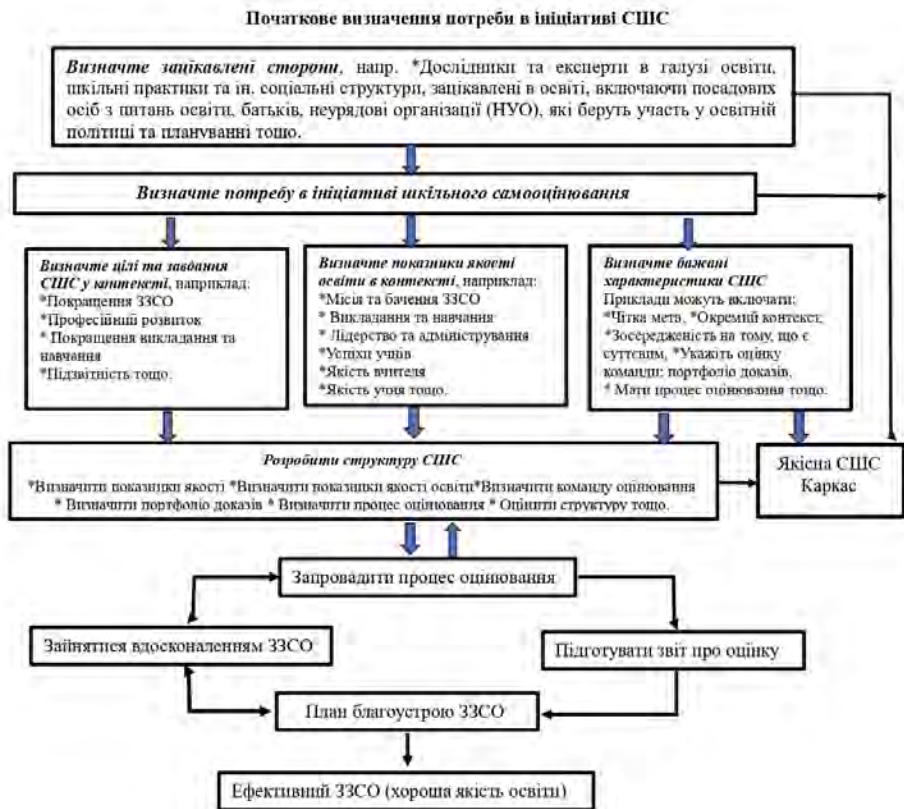 Початкове визначення потреби в ініціативі СШС
Визначте зацікавлені сторони, напр. *Дослідники та експерти в галузі освіти,
шкільні практики та ін. соціальні структури, зацікавлені в освіті, включаючи посадових
осіб з питань освіти, батьків, неурядові організації (НУО), які беруть участь у освітній
політиці та плануванні тощо.
Визначте потребу в ініціативі шкільного самооцінювання
Визначте цілі та завдання
СШС у контексті, наприклад:
*Покращення ЗЗСО
*Професійний розвиток
* Покращення викладання та
навчання
*Підзвітність тощо.
Визначте показники якості
освіти в контексті, наприклад:
*Місія та бачення ЗЗСО
* Викладання та навчання
*Лідерство та адміністрування
*Успіхи учнів
*Якість вчителя
*Якість учня тощо.
Визначте бажані
характеристики СШС
Приклади можуть включати:
*Чітка мета, *Окремий контекст,
*Зосередженість на тому, що є
суттєвим, *Укажіть оцінку
команди: портфоліо доказів,
* Мати процес оцінювання тощо.
Розробити структуру СШС
*Визначити показники якості *Визначити показники якості освіти*Визначити команду оцінювання
* Визначити портфоліо доказів * Визначити процес оцінювання * Оцінити структуру тощо.
Якісна СШС
Каркас
Запровадити процес оцінювання
Зайнятися вдосконаленням ЗЗСО
Підготувати звіт про оцінку
План благоустрою ЗЗСО
Ефективний ЗЗСО (хороша якість освіти)